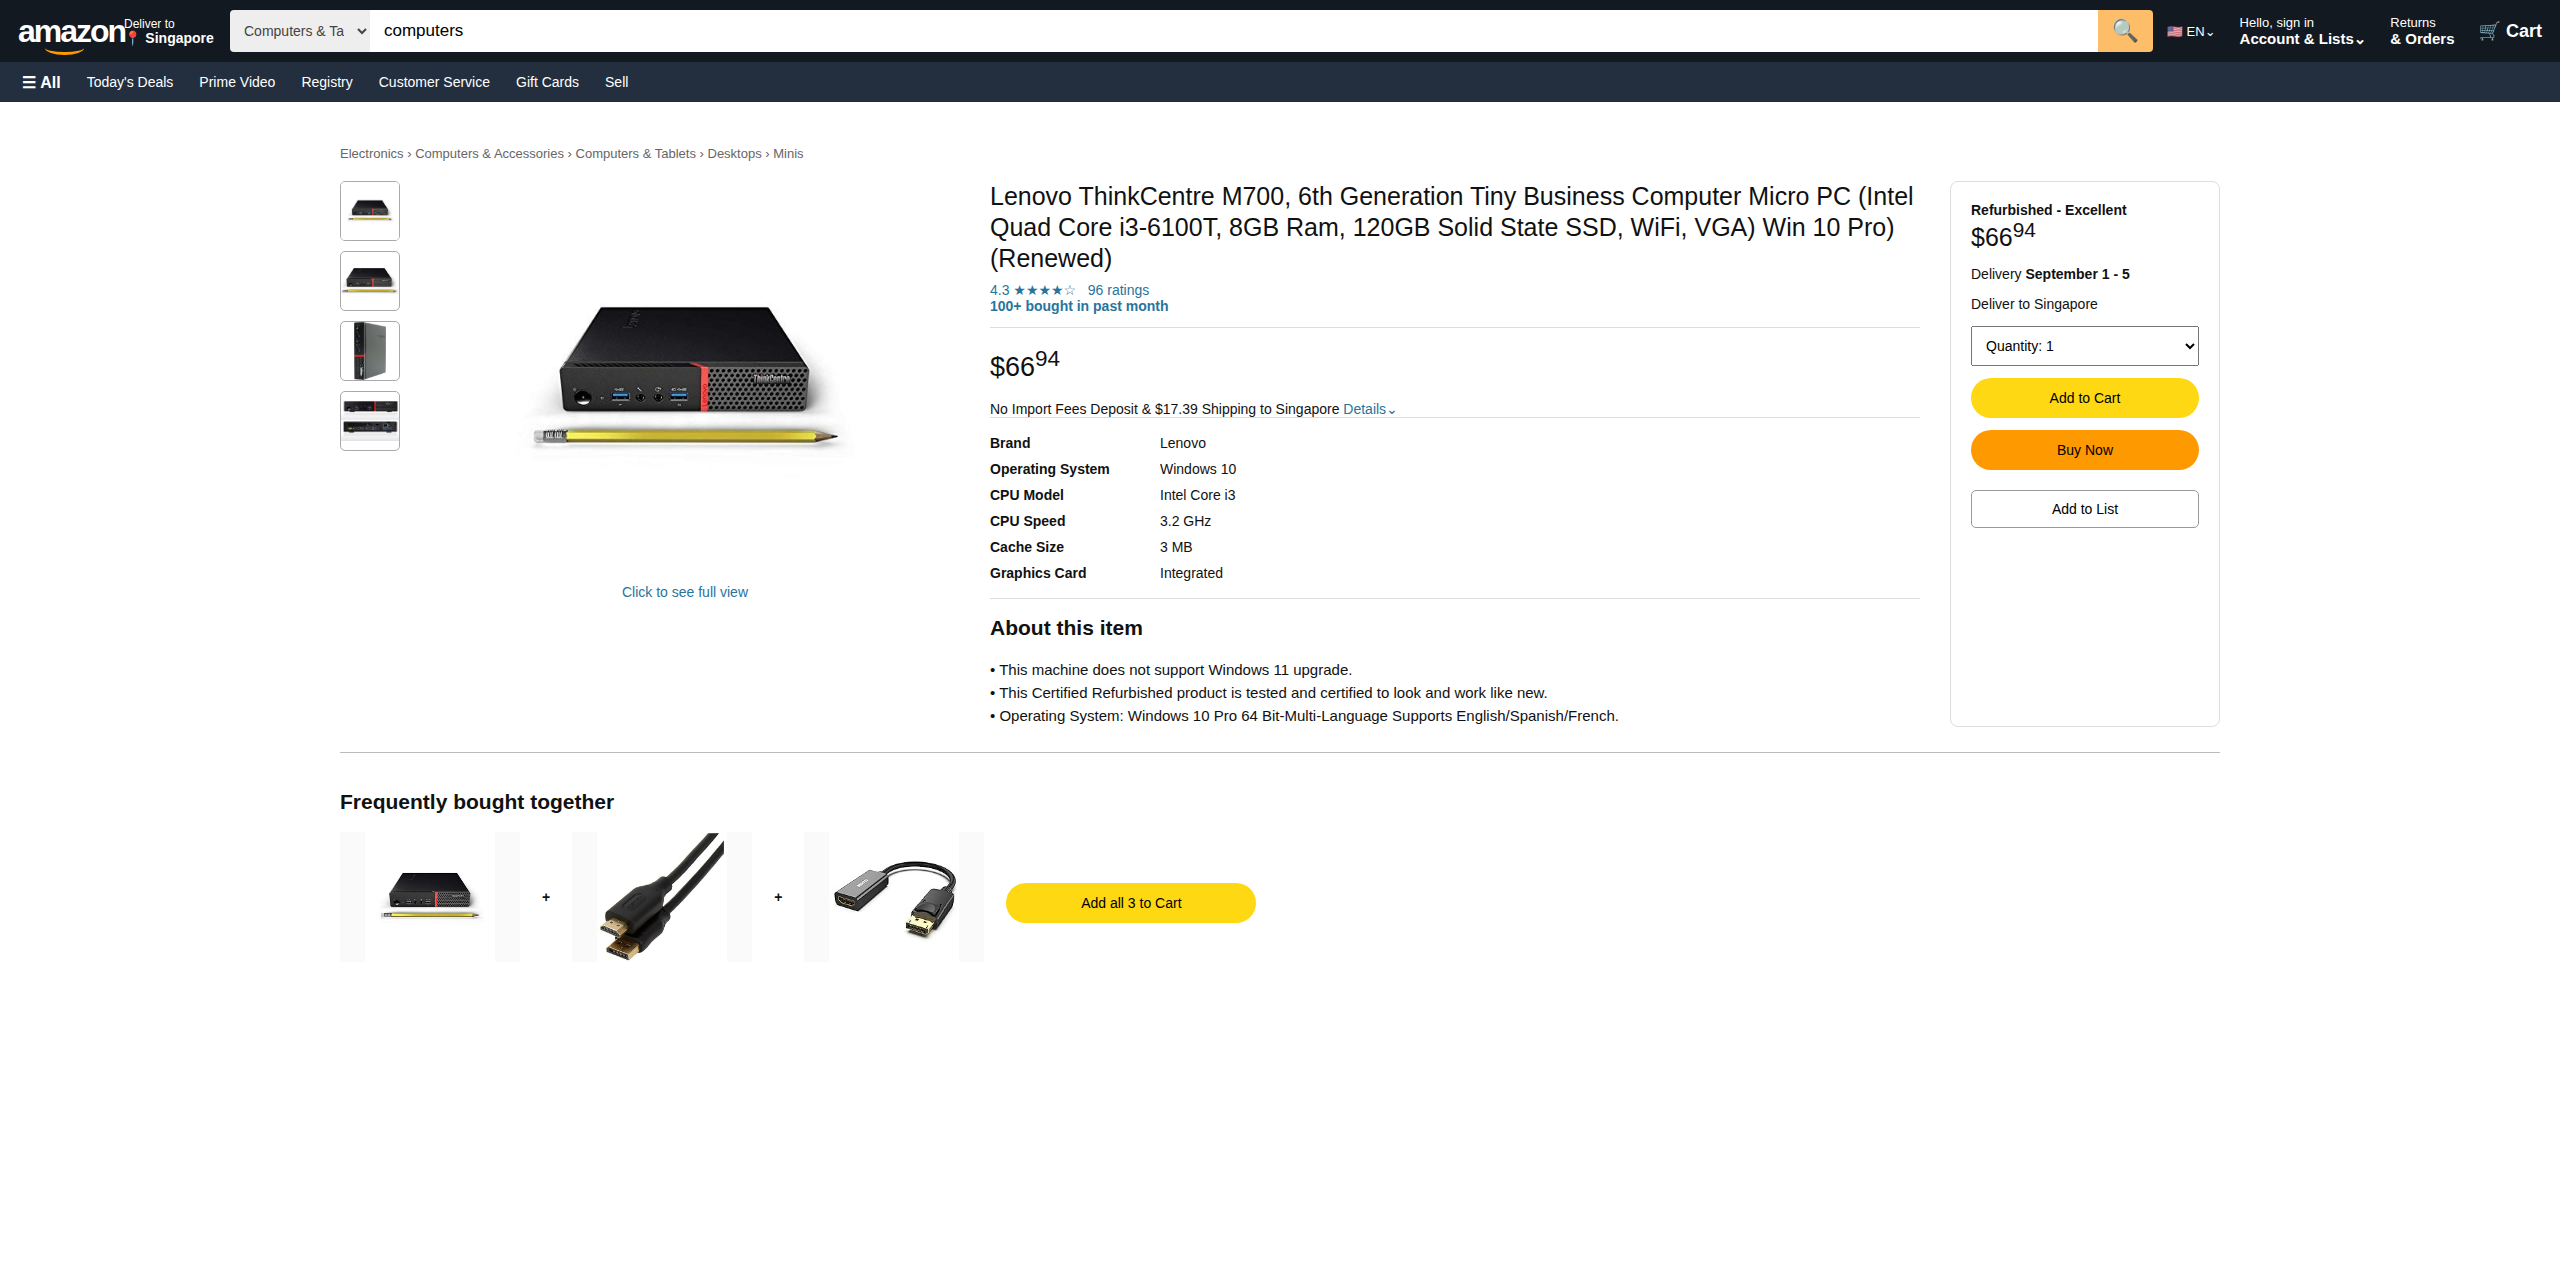 amazon
Deliver to
Singapore
Computers & Ta
computers
EN
Hello, sign in
Account & Lists
Returns
& Orders
Cart
All
Today's Deals
Prime Video
Registry
Customer Service
Gift Cards
Sell
Electronics › Computers & Accessories › Computers & Tablets › Desktops › Minis
ThinkCentre
Click to see full view
Lenovo ThinkCentre M700, 6th Generation Tiny Business Computer Micro PC (Intel
Quad Core i3-6100T, 8GB Ram, 120GB Solid State SSD, WiFi, VGA) Win 10 Pro)
(Renewed)
4.3 ★★★★☆ 96 ratings
100+ bought in past month
$6694
No Import Fees Deposit & $17.39 Shipping to Singapore Details
Brand Lenovo
Operating System Windows 10
CPU Model Intel Core i3
CPU Speed 3.2 GHz
Cache Size 3 MB
Graphics Card Integrated
About this item
• This machine does not support Windows 11 upgrade.
• This Certified Refurbished product is tested and certified to look and work like new.
• Operating System: Windows 10 Pro 64 Bit-Multi-Language Supports English/Spanish/French.
Refurbished - Excellent
$6694
Delivery September 1 - 5
Deliver to Singapore
Quantity: 1
Add to Cart
Buy Now
Add to List
Frequently bought together
+
+
Add all 3 to Cart